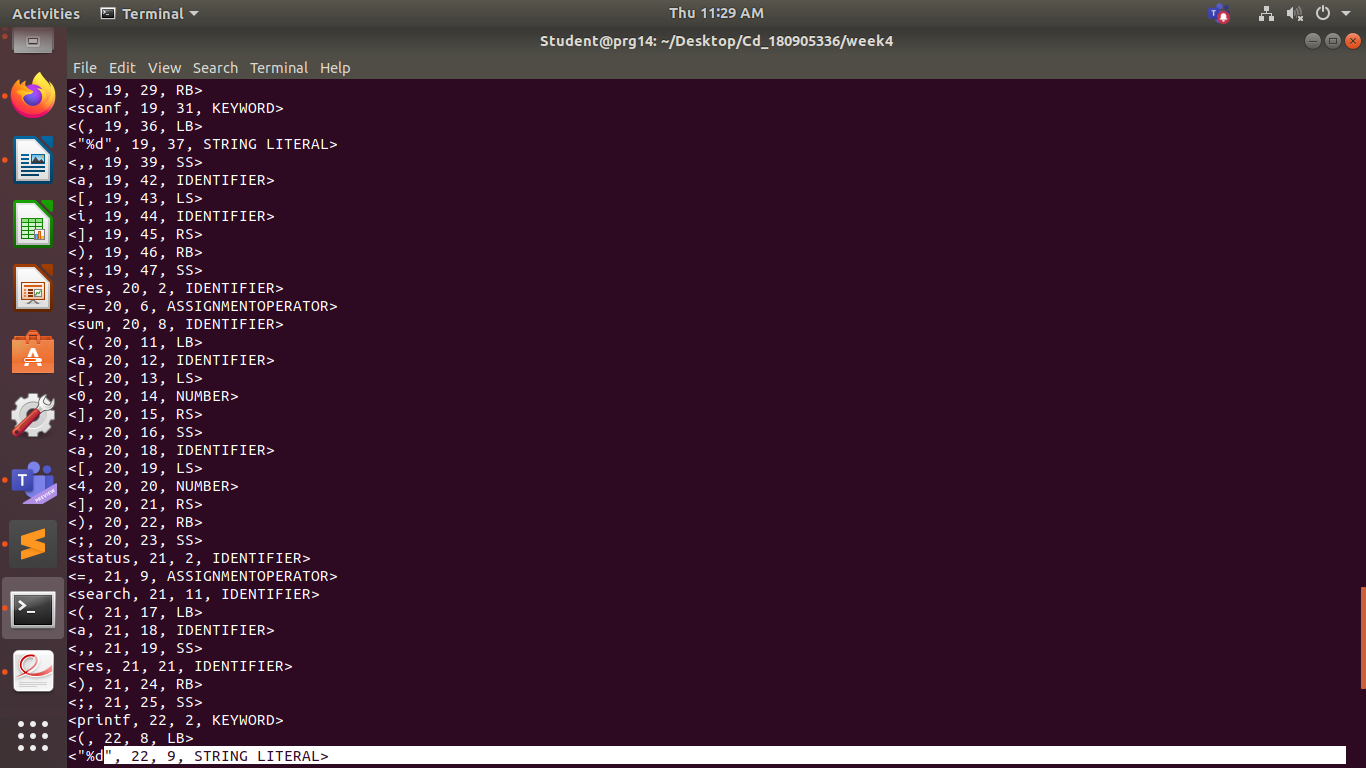 Activities Terminal Thu 11:29 AM
Student@prg14: ~/Desktop/Cd_180905336/week4
File Edit View Search Terminal Help
<), 19, 29, RB>
<scanf, 19, 31, KEYWORD>
<(, 19, 36, LB>
<"%d", 19, 37, STRING LITERAL>
<,, 19, 39, SS>
<a, 19, 42, IDENTIFIER>
<[, 19, 43, LS>
<i, 19, 44, IDENTIFIER>
<], 19, 45, RS>
<), 19, 46, RB>
<;, 19, 47, SS>
<res, 20, 2, IDENTIFIER>
<=, 20, 6, ASSIGNMENTOPERATOR>
<sum, 20, 8, IDENTIFIER>
<(, 20, 11, LB>
<a, 20, 12, IDENTIFIER>
<[, 20, 13, LS>
<0, 20, 14, NUMBER>
<], 20, 15, RS>
<,, 20, 16, SS>
<a, 20, 18, IDENTIFIER>
<[, 20, 19, LS>
<4, 20, 20, NUMBER>
<], 20, 21, RS>
<), 20, 22, RB>
<;, 20, 23, SS>
<status, 21, 2, IDENTIFIER>
<=, 21, 9, ASSIGNMENTOPERATOR>
<search, 21, 11, IDENTIFIER>
<(, 21, 17, LB>
<a, 21, 18, IDENTIFIER>
<,, 21, 19, SS>
<res, 21, 21, IDENTIFIER>
<), 21, 24, RB>
<;, 21, 25, SS>
<printf, 22, 2, KEYWORD>
<(, 22, 8, LB>
<"%d", 22, 9, STRING LITERAL>